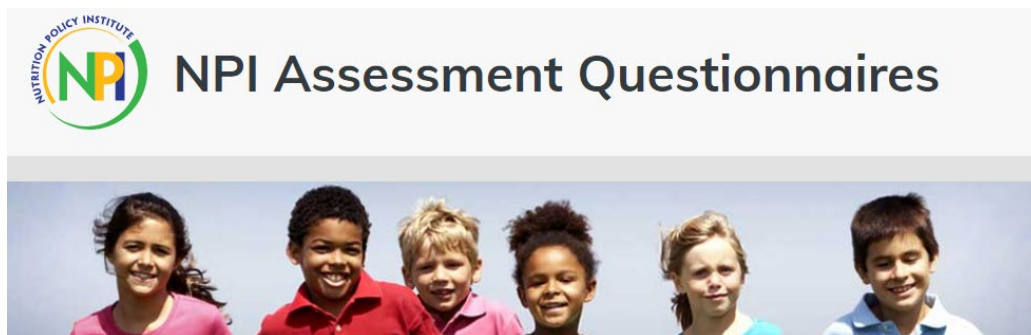 NUTRITION POLICY INSTITUTE
NPI
NPI Assessment Questionnaires